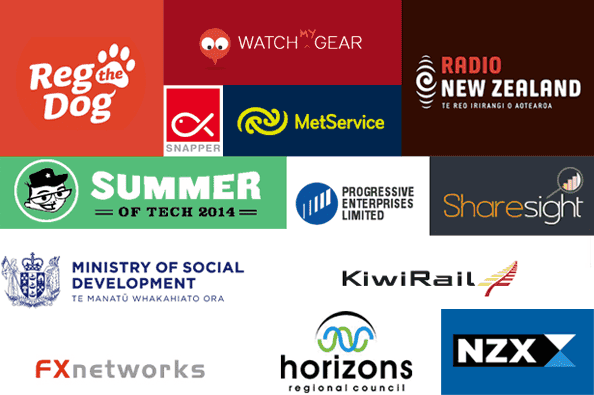 Reg the
Dog
WATCH MY GEAR
RADIO
NEW ZEALAND
TE REO IRIRANGI O AOTEAROA
SNAPPER
MetService
SUMMER
OF TECH 2014
PROGRESSIVE
ENTERPRISES
LIMITED
Sharesight
MINISTRY OF SOCIAL
DEVELOPMENT
TE MANATŪ WHAKAHIATO ORA
KiwiRail
FXnetworks
horizons
regional council
NZX